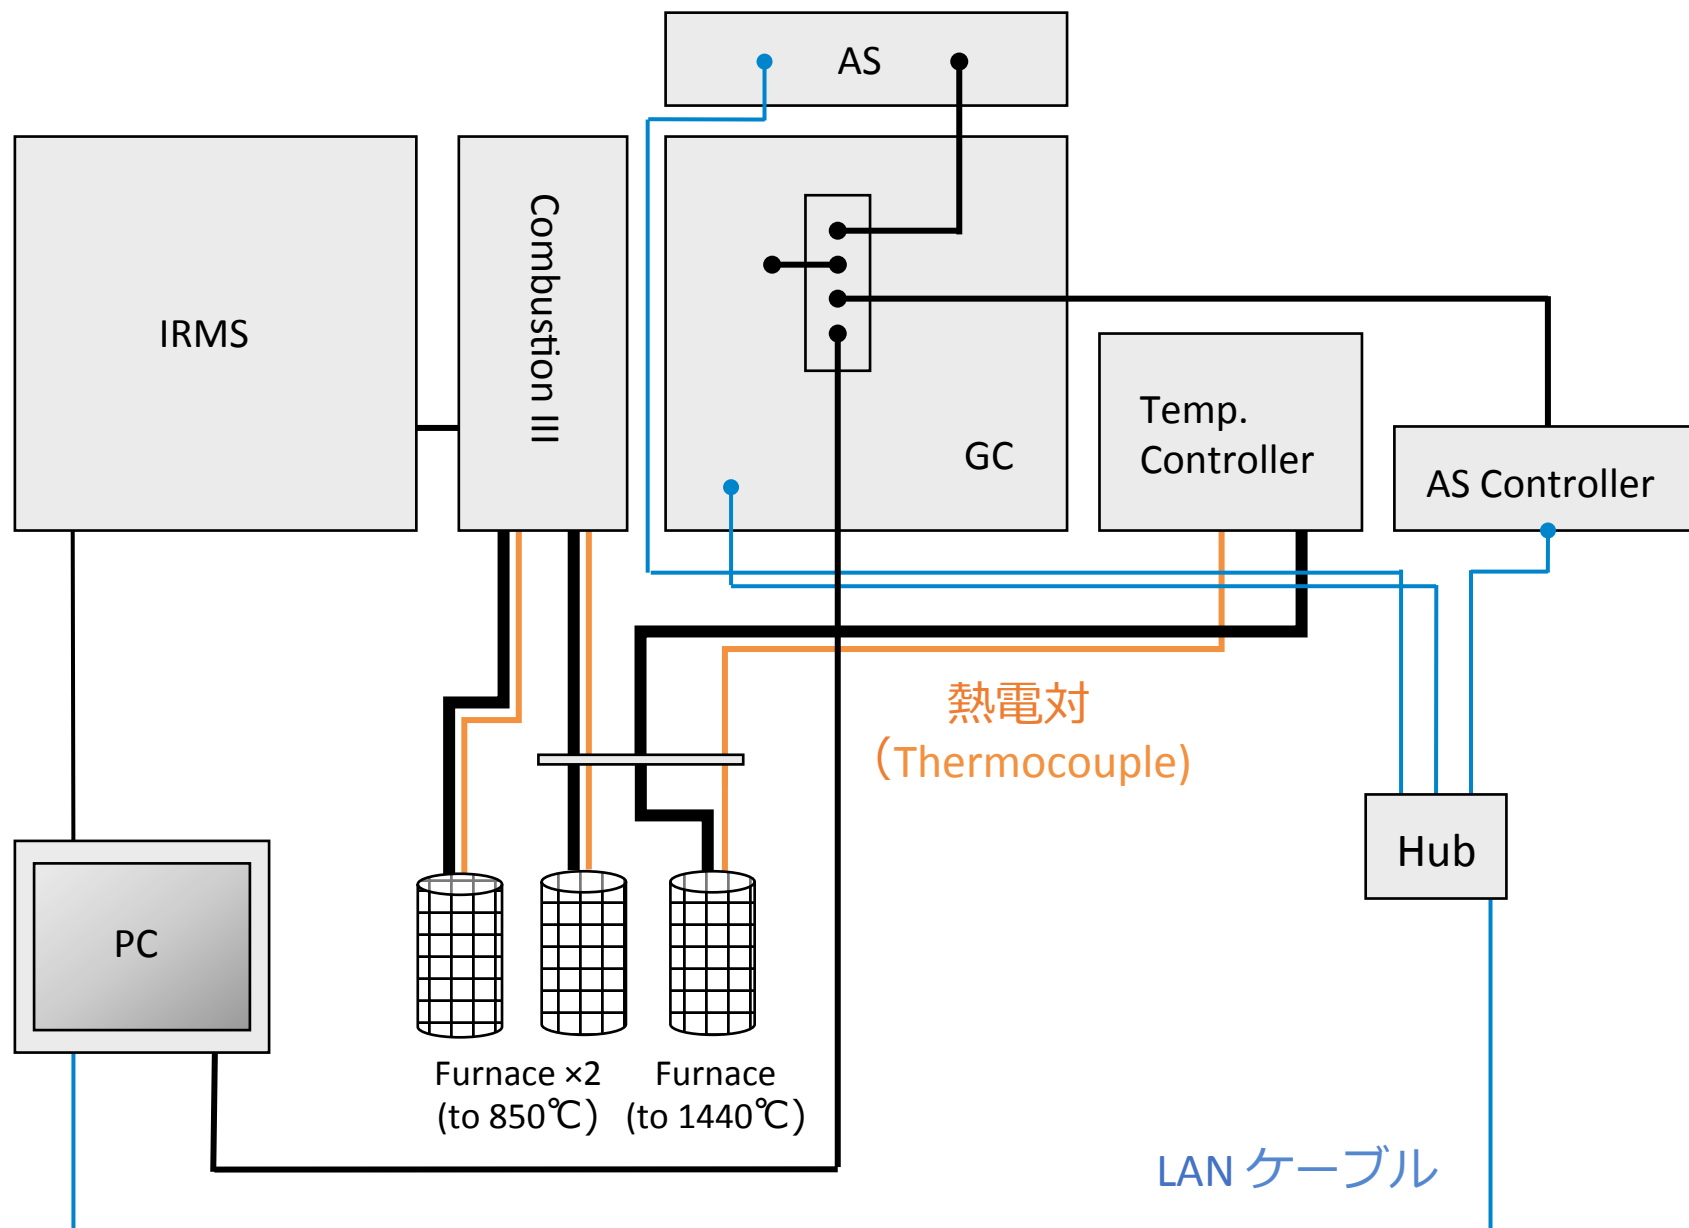 AS
IRMS
Combustion III
GC
Temp.
Controller
AS Controller
熱電対
（Thermocouple)
Hub
PC
Furnace ×2
(to 850℃)
Furnace
(to 1440℃)
LAN ケーブル